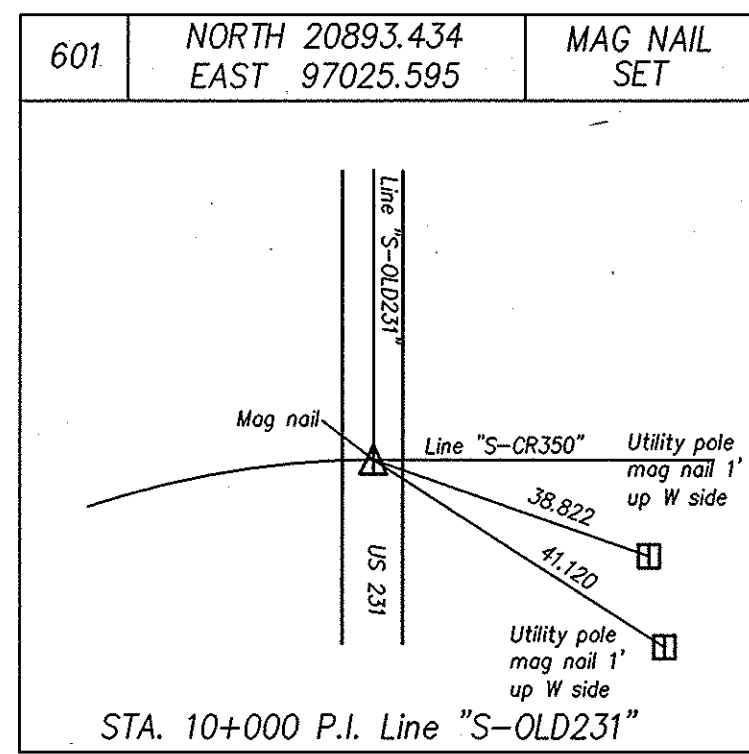 601
NORTH 20893.434
EAST 97025.595
MAG NAIL
SET
Line "S-OLD231"
Mag nail
Line "S-CR350"
Utility pole
mag nail 1'
up W side
38.822
41.120
US 231
Utility pole
mag nail 1'
up W side
STA. 10+000 P.I. Line "S-OLD231"